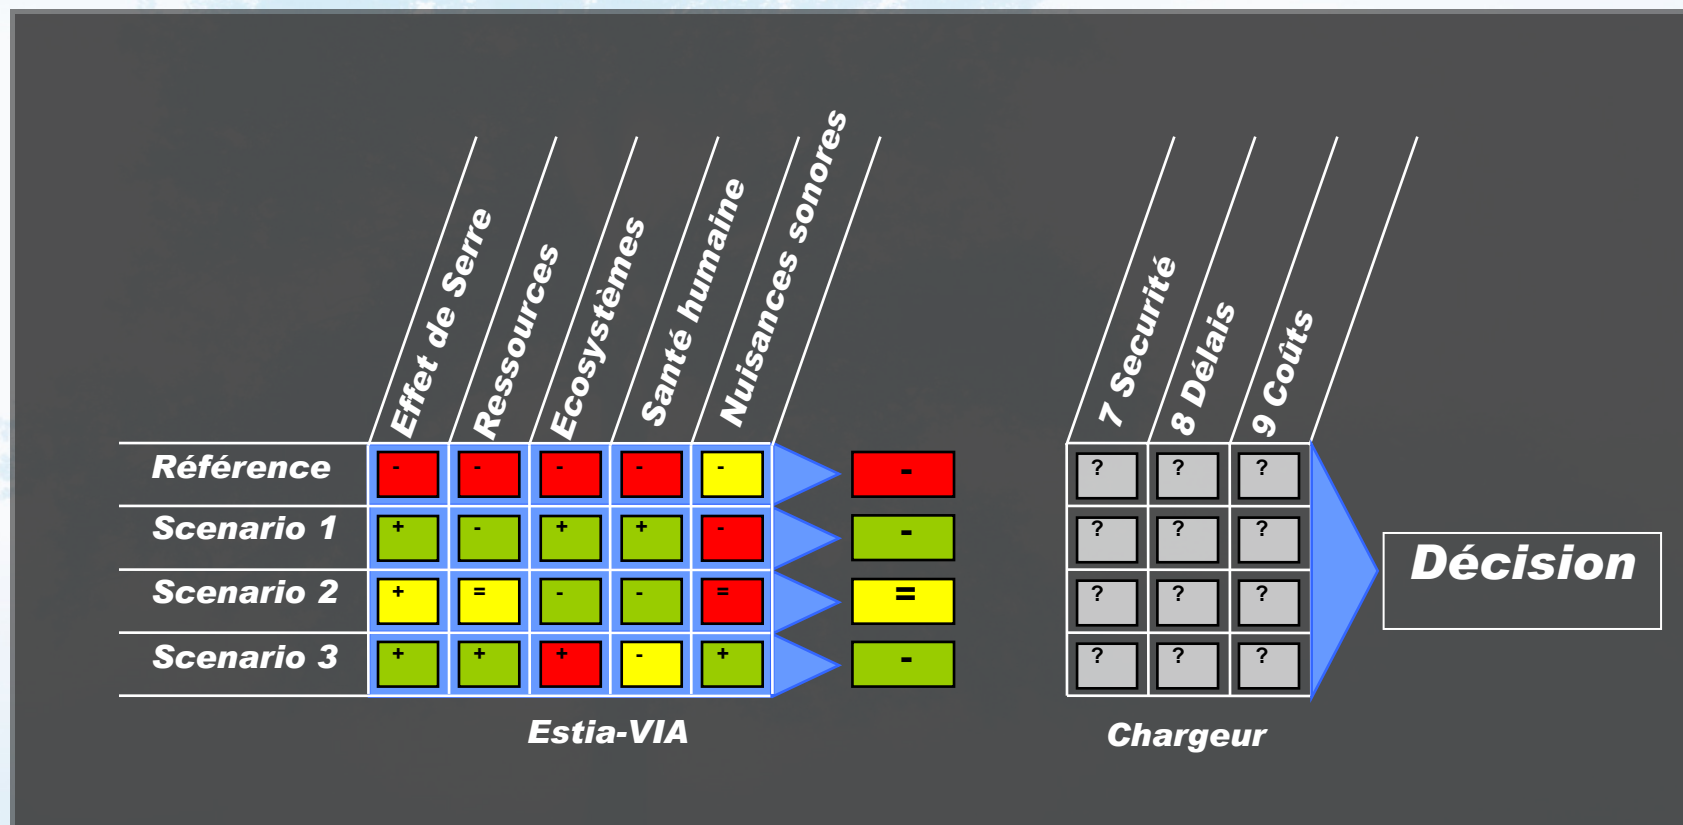 Effet de Serre
Ressources
Ecosystèmes
Santé humaine
Nuisances sonores
7 Securité
8 Délais
9 Coûts
Référence - - - - - - ? ? ?
Scenario 1 + - + + - - ? ? ?
Scenario 2 + = - - = = ? ? ?
Scenario 3 + + + - + - ? ? ?
Décision
Estia-VIA
Chargeur